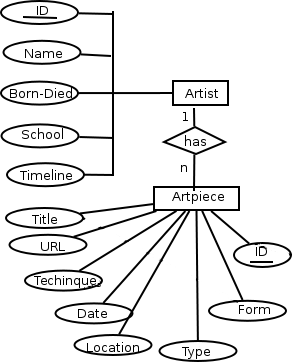 ID
Name
Born-Died
Artist
1
School
has
n
Timeline
Artpiece
Title
URL
ID
Techinque
Date
Form
Location
Type